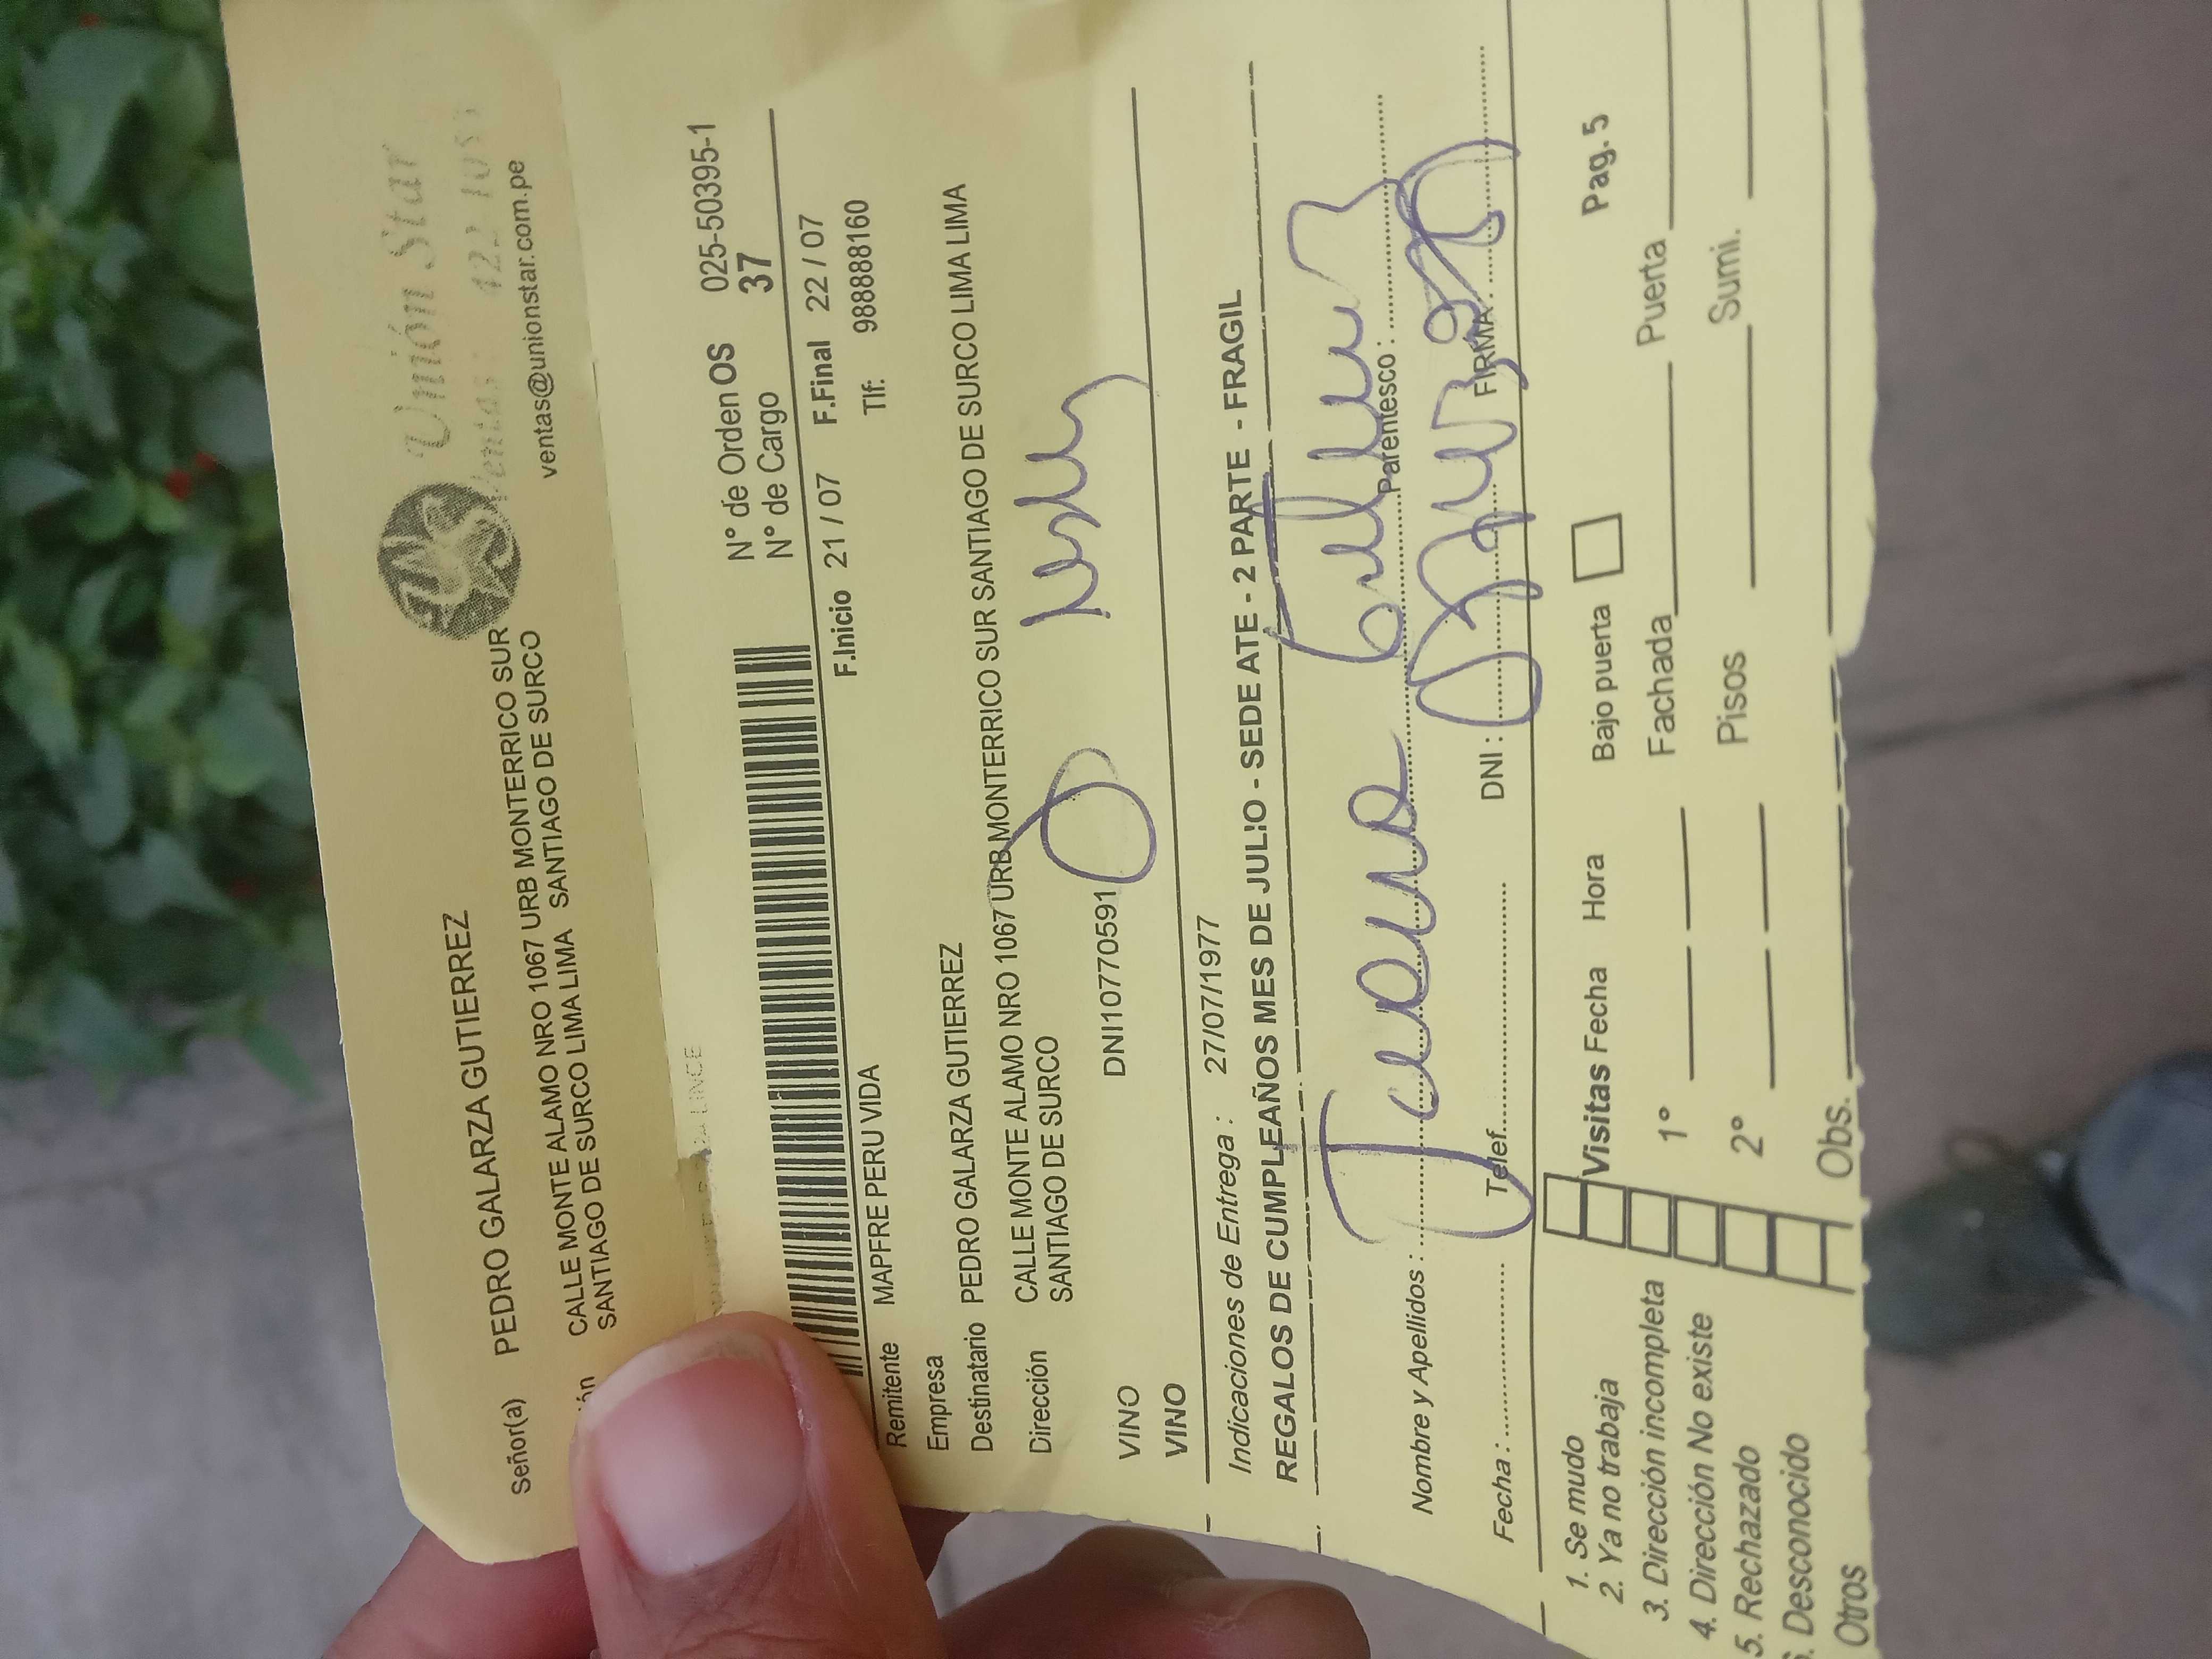 Unión Star
Ventas: 422-105
ventas@unionstar.com.pe
Señor(a) PEDRO GALARZA GUTIERREZ
CALLE MONTE ALAMO NRO 1067 URB MONTERRICO SUR
SANTIAGO DE SURCO LIMA LIMA SANTIAGO DE SURCO
N° de Orden OS 025-50395-1
N° de Cargo 37
F.Inicio 21 / 07 F.Final 22 / 07
Remitente MAPFRE PERU VIDA Tlf: 988888160
Empresa
Destinatario PEDRO GALARZA GUTIERREZ
Dirección CALLE MONTE ALAMO NRO 1067 URB MONTERRICO SUR SANTIAGO DE SURCO LIMA LIMA
SANTIAGO DE SURCO
VINO DNI10770591
VINO
Indicaciones de Entrega : 27/07/1977
REGALOS DE CUMPLEAÑOS MES DE JULIO - SEDE ATE - 2 PARTE - FRAGIL
Nombre y Apellidos : Parentesco :
Fecha : Telef. DNI : FIRMA :
1. Se mudo
2. Ya no trabaja
3. Dirección incompleta
4. Dirección No existe
5. Rechazado
6. Desconocido
Otros
Visitas Fecha Hora Bajo puerta Pag. 5
1° Fachada Puerta
2° Pisos Sumi.
Obs.